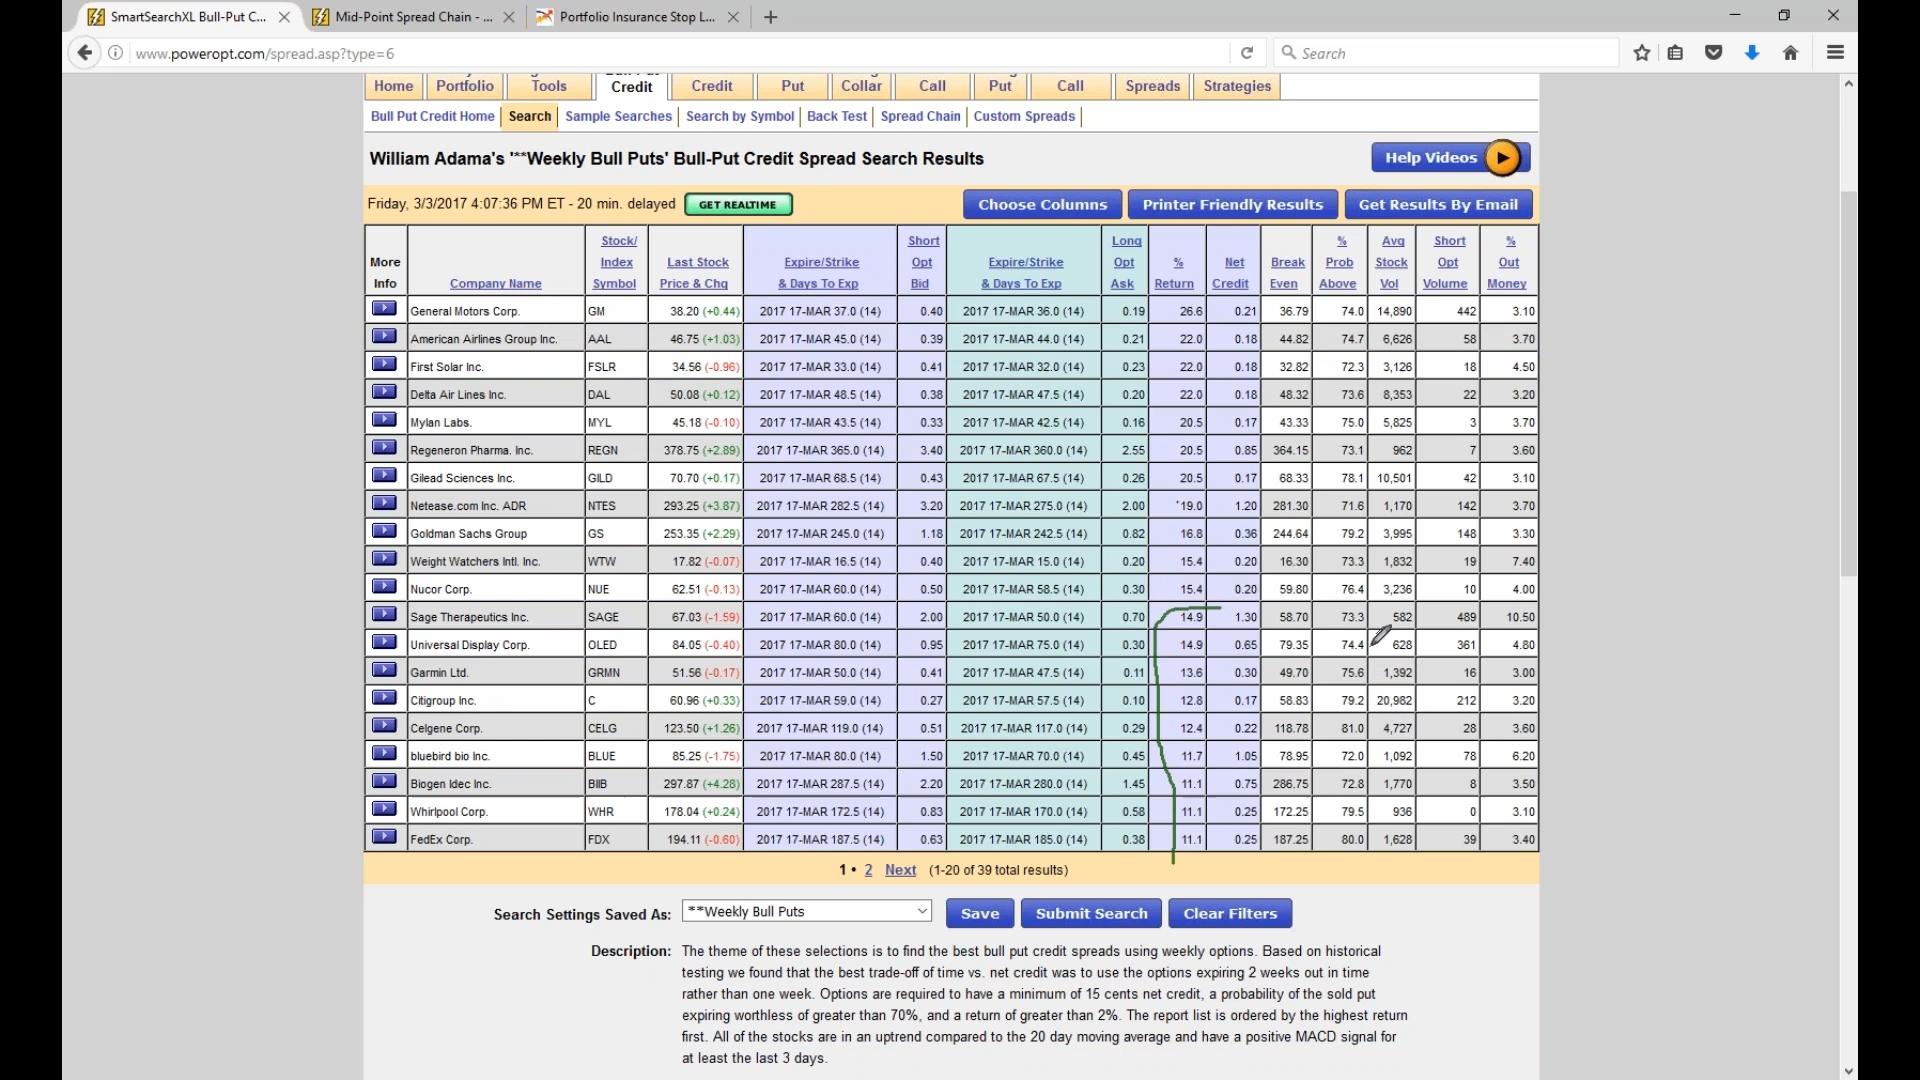 SmartSearchXL Bull-Put C... Mid-Point Spread Chain - ... Portfolio Insurance Stop L...
www.poweropt.com/spread.asp?type=6 Search
Home Portfolio Tools Credit Credit Put Collar Call Put Call Spreads Strategies
Bull Put Credit Home Search Sample Searches Search by Symbol Back Test Spread Chain Custom Spreads
William Adama's '**Weekly Bull Puts' Bull-Put Credit Spread Search Results Help Videos
Friday, 3/3/2017 4:07:36 PM ET - 20 min. delayed GET REALTIME Choose Columns Printer Friendly Results Get Results By Email
Stock/ Short Long % Avg Short %
More Index Last Stock Expire/Strike Opt Expire/Strike Opt % Net Break Prob Stock Opt Out
Info Company Name Symbol Price & Chg & Days To Exp Bid & Days To Exp Ask Return Credit Even Above Vol Volume Money
General Motors Corp. GM 38.20 (+0.44) 2017 17-MAR 37.0 (14) 0.40 2017 17-MAR 36.0 (14) 0.19 26.6 0.21 36.79 74.0 14,890 442 3.10
American Airlines Group Inc. AAL 46.75 (+1.03) 2017 17-MAR 45.0 (14) 0.39 2017 17-MAR 44.0 (14) 0.21 22.0 0.18 44.82 74.7 6,626 58 3.70
First Solar Inc. FSLR 34.56 (-0.96) 2017 17-MAR 33.0 (14) 0.41 2017 17-MAR 32.0 (14) 0.23 22.0 0.18 32.82 72.3 3,126 18 4.50
Delta Air Lines Inc. DAL 50.08 (+0.12) 2017 17-MAR 48.5 (14) 0.38 2017 17-MAR 47.5 (14) 0.20 22.0 0.18 48.32 73.6 8,353 22 3.20
Mylan Labs. MYL 45.18 (-0.10) 2017 17-MAR 43.5 (14) 0.33 2017 17-MAR 42.5 (14) 0.16 20.5 0.17 43.33 75.0 5,825 3 3.70
Regeneron Pharma. Inc. REGN 378.75 (+2.89) 2017 17-MAR 365.0 (14) 3.40 2017 17-MAR 360.0 (14) 2.55 20.5 0.85 364.15 73.1 962 7 3.60
Gilead Sciences Inc. GILD 70.70 (+0.17) 2017 17-MAR 68.5 (14) 0.43 2017 17-MAR 67.5 (14) 0.26 20.5 0.17 68.33 78.1 10,501 42 3.10
Netease.com Inc. ADR NTES 293.25 (+3.87) 2017 17-MAR 282.5 (14) 3.20 2017 17-MAR 275.0 (14) 2.00 *19.0 1.20 281.30 71.6 1,170 142 3.70
Goldman Sachs Group GS 253.35 (+2.29) 2017 17-MAR 245.0 (14) 1.18 2017 17-MAR 242.5 (14) 0.82 16.8 0.36 244.64 79.2 3,995 148 3.30
Weight Watchers Intl. Inc. WTW 17.82 (-0.07) 2017 17-MAR 16.5 (14) 0.40 2017 17-MAR 15.0 (14) 0.20 15.4 0.20 16.30 73.3 1,832 19 7.40
Nucor Corp. NUE 62.51 (-0.13) 2017 17-MAR 60.0 (14) 0.50 2017 17-MAR 58.5 (14) 0.30 15.4 0.20 59.80 76.4 3,236 10 4.00
Sage Therapeutics Inc. SAGE 67.03 (-1.59) 2017 17-MAR 60.0 (14) 2.00 2017 17-MAR 50.0 (14) 0.70 14.9 1.30 58.70 73.3 582 489 10.50
Universal Display Corp. OLED 84.05 (-0.40) 2017 17-MAR 80.0 (14) 0.95 2017 17-MAR 75.0 (14) 0.30 14.9 0.65 79.35 74.4 628 361 4.80
Garmin Ltd. GRMN 51.56 (-0.17) 2017 17-MAR 50.0 (14) 0.41 2017 17-MAR 47.5 (14) 0.11 13.6 0.30 49.70 75.6 1,392 16 3.00
Citigroup Inc. C 60.96 (+0.33) 2017 17-MAR 59.0 (14) 0.27 2017 17-MAR 57.5 (14) 0.10 12.8 0.17 58.83 79.2 20,982 212 3.20
Celgene Corp. CELG 123.50 (+1.26) 2017 17-MAR 119.0 (14) 0.51 2017 17-MAR 117.0 (14) 0.29 12.4 0.22 118.78 81.0 4,727 28 3.60
bluebird bio Inc. BLUE 85.25 (-1.75) 2017 17-MAR 80.0 (14) 1.50 2017 17-MAR 70.0 (14) 0.45 11.7 1.05 78.95 72.0 1,092 78 6.20
Biogen Idec Inc. BIIB 297.87 (+4.28) 2017 17-MAR 287.5 (14) 2.20 2017 17-MAR 280.0 (14) 1.45 11.1 0.75 286.75 72.8 1,770 8 3.50
Whirlpool Corp. WHR 178.04 (+0.24) 2017 17-MAR 172.5 (14) 0.83 2017 17-MAR 170.0 (14) 0.58 11.1 0.25 172.25 79.5 936 0 3.10
FedEx Corp. FDX 194.11 (-0.60) 2017 17-MAR 187.5 (14) 0.63 2017 17-MAR 185.0 (14) 0.38 11.1 0.25 187.25 80.0 1,628 39 3.40
1 • 2 Next (1-20 of 39 total results)
Search Settings Saved As: **Weekly Bull Puts Save Submit Search Clear Filters
Description: The theme of these selections is to find the best bull put credit spreads using weekly options. Based on historical
testing we found that the best trade-off of time vs. net credit was to use the options expiring 2 weeks out in time
rather than one week. Options are required to have a minimum of 15 cents net credit, a probability of the sold put
expiring worthless of greater than 70%, and a return of greater than 2%. The report list is ordered by the highest return
first. All of the stocks are in an uptrend compared to the 20 day moving average and have a positive MACD signal for
at least the last 3 days.